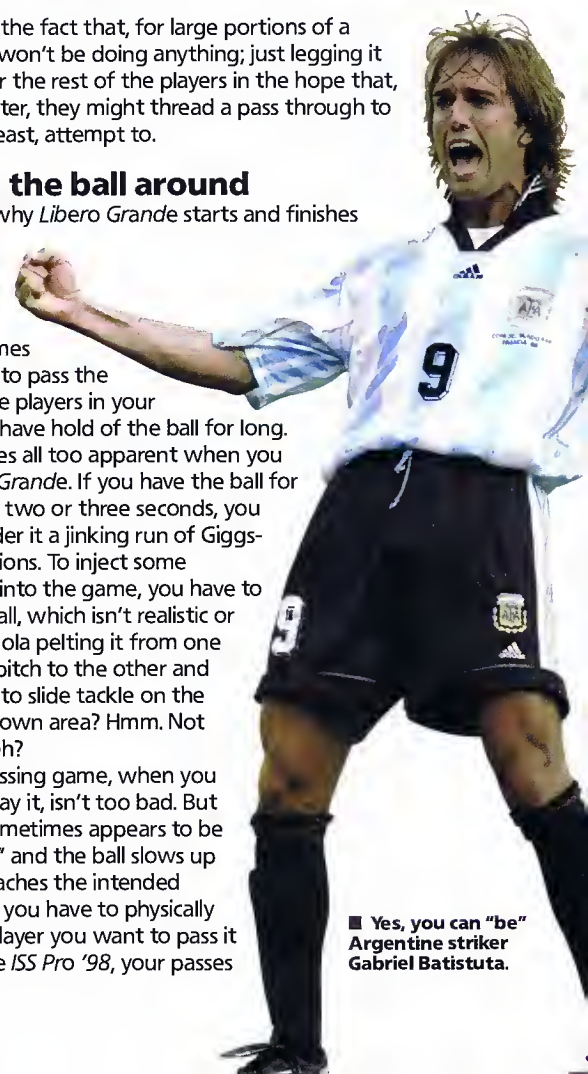 the fact that, for large portions of a
won't be doing anything; just legging it
r the rest of the players in the hope that,
ter, they might thread a pass through to
east, attempt to.
the ball around
why Libero Grande starts and finishes
mes
to pass the
e players in your
have hold of the ball for long.
es all too apparent when you
Grande. If you have the ball for
two or three seconds, you
der it a jinking run of Giggs-
ions. To inject some
into the game, you have to
all, which isn't realistic or
ola pelting it from one
pitch to the other and
to slide tackle on the
own area? Hmm. Not
oh?
ssing game, when you
ay it, isn't too bad. But
metimes appears to be
" and the ball slows up
aches the intended
you have to physically
layer you want to pass it
e ISS Pro '98, your passes
adidas
AFA
9
9
AFA
■ Yes, you can "be"
Argentine striker
Gabriel Batistuta.